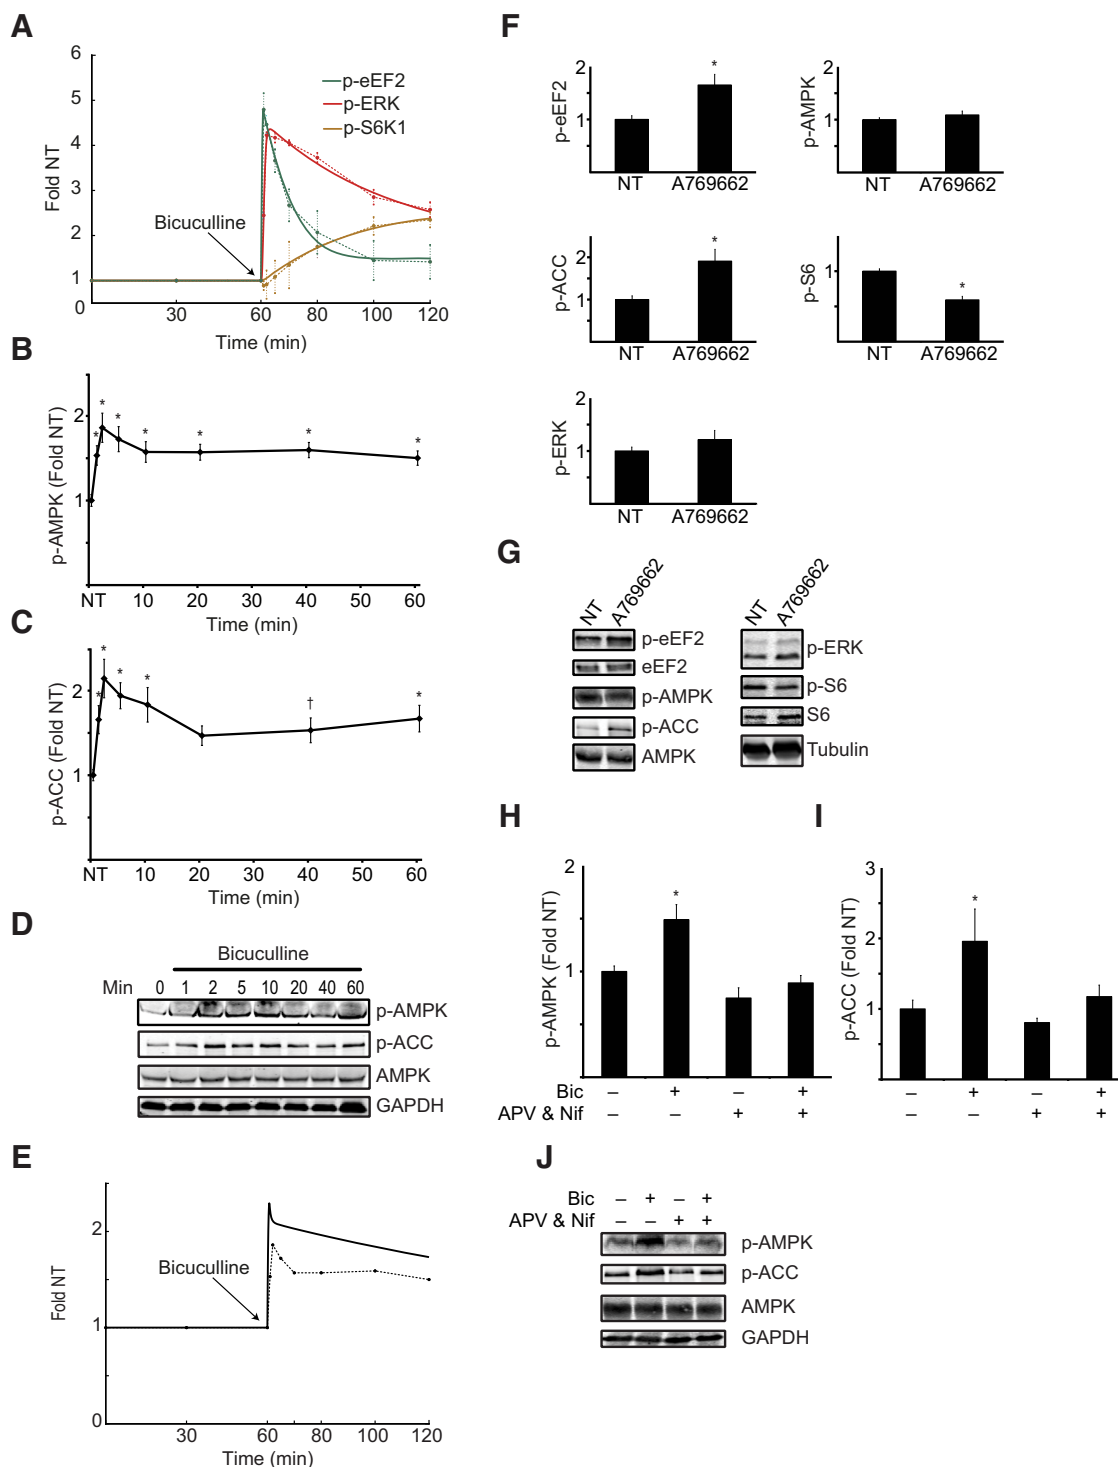 A
6
5
4
3
2
1
0
Fold NT
p-eEF2
p-ERK
p-S6K1
Bicuculline
30 60 80 100 120
Time (min)
B
p-AMPK (Fold NT)
2
1
* * * * * * *
NT 10 20 30 40 50 60
Time (min)
C
p-ACC (Fold NT)
2
1
* * * * † *
NT 10 20 30 40 50 60
Time (min)
D
Bicuculline
Min 0 1 2 5 10 20 40 60
p-AMPK
p-ACC
AMPK
GAPDH
E
Fold NT
2
1
0
Bicuculline
30 60 80 100 120
Time (min)
F
p-eEF2
2
1
*
NT A769662
p-AMPK
2
1
NT A769662
p-ACC
2
1
*
NT A769662
p-S6
1
*
NT A769662
p-ERK
2
1
NT A769662
G
NT A769662
p-eEF2
eEF2
p-AMPK
p-ACC
AMPK
NT A769662
p-ERK
p-S6
S6
Tubulin
H
p-AMPK (Fold NT)
2
1
*
Bic – + – +
APV & Nif – – + +
I
p-ACC (Fold NT)
3
2
1
*
– + – +
– – + +
J
Bic – + – +
APV & Nif – – + +
p-AMPK
p-ACC
AMPK
GAPDH